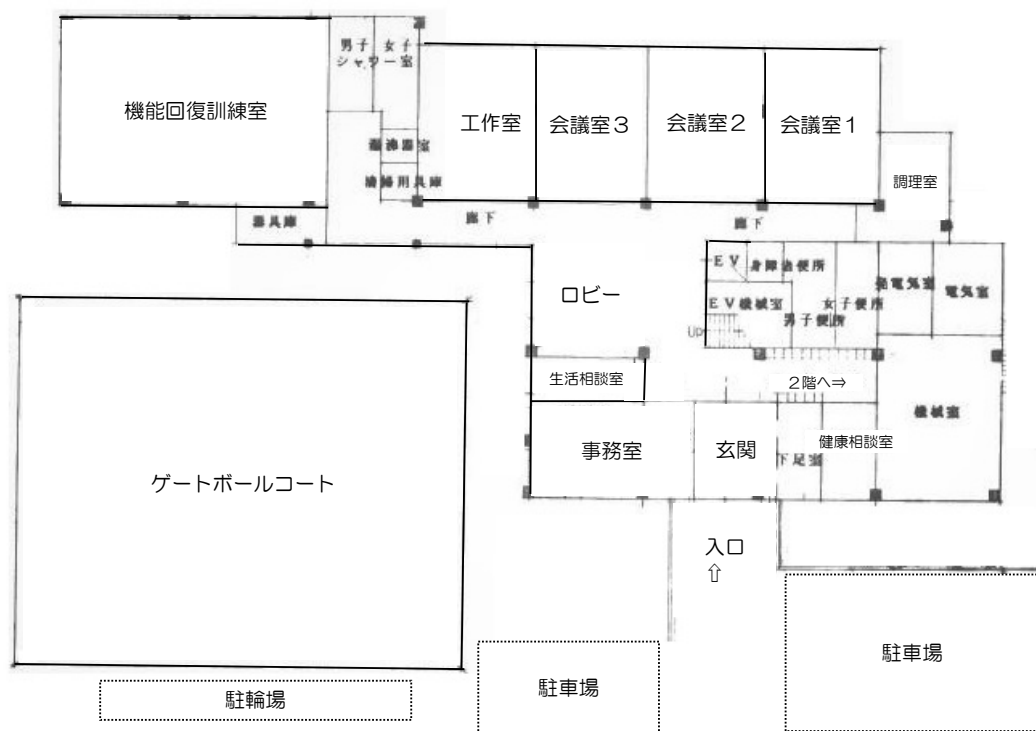 男子 女子
シャワー室
機能回復訓練室
工作室
会議室3
会議室2
会議室1
湯沸器室
清掃用具庫
調理室
器具庫
廊下
廊下
EV
身障者便所
発電気室
電気室
ロビー
EV機械室
女子便所
男子便所
UP
生活相談室
2階へ⇒
機械室
事務室
玄関
下足室
健康相談室
ゲートボールコート
入口
⇧
駐車場
駐車場
駐輪場